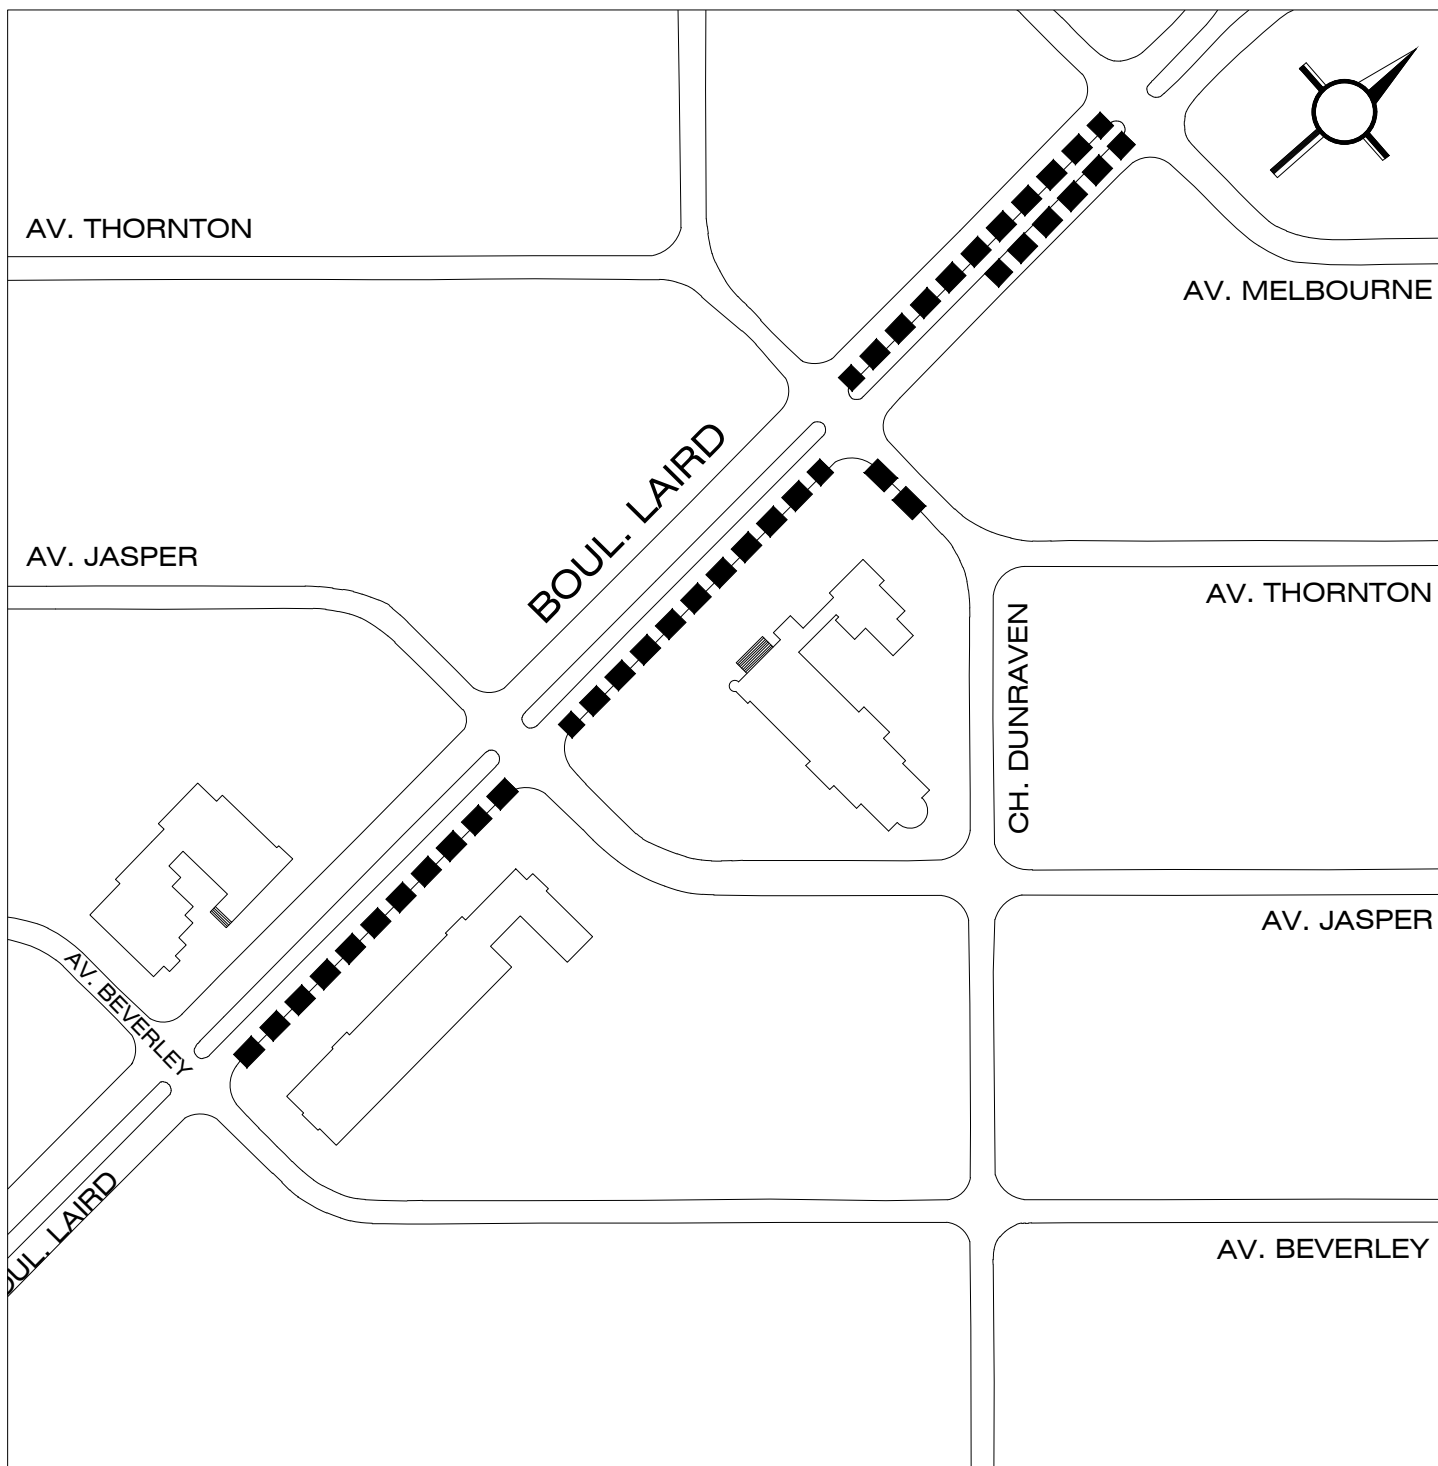 AV. THORNTON
AV. MELBOURNE
BOUL. LAIRD
AV. JASPER
AV. THORNTON
CH. DUNRAVEN
AV. JASPER
AV. BEVERLEY
OUL. LAIRD
AV. BEVERLEY